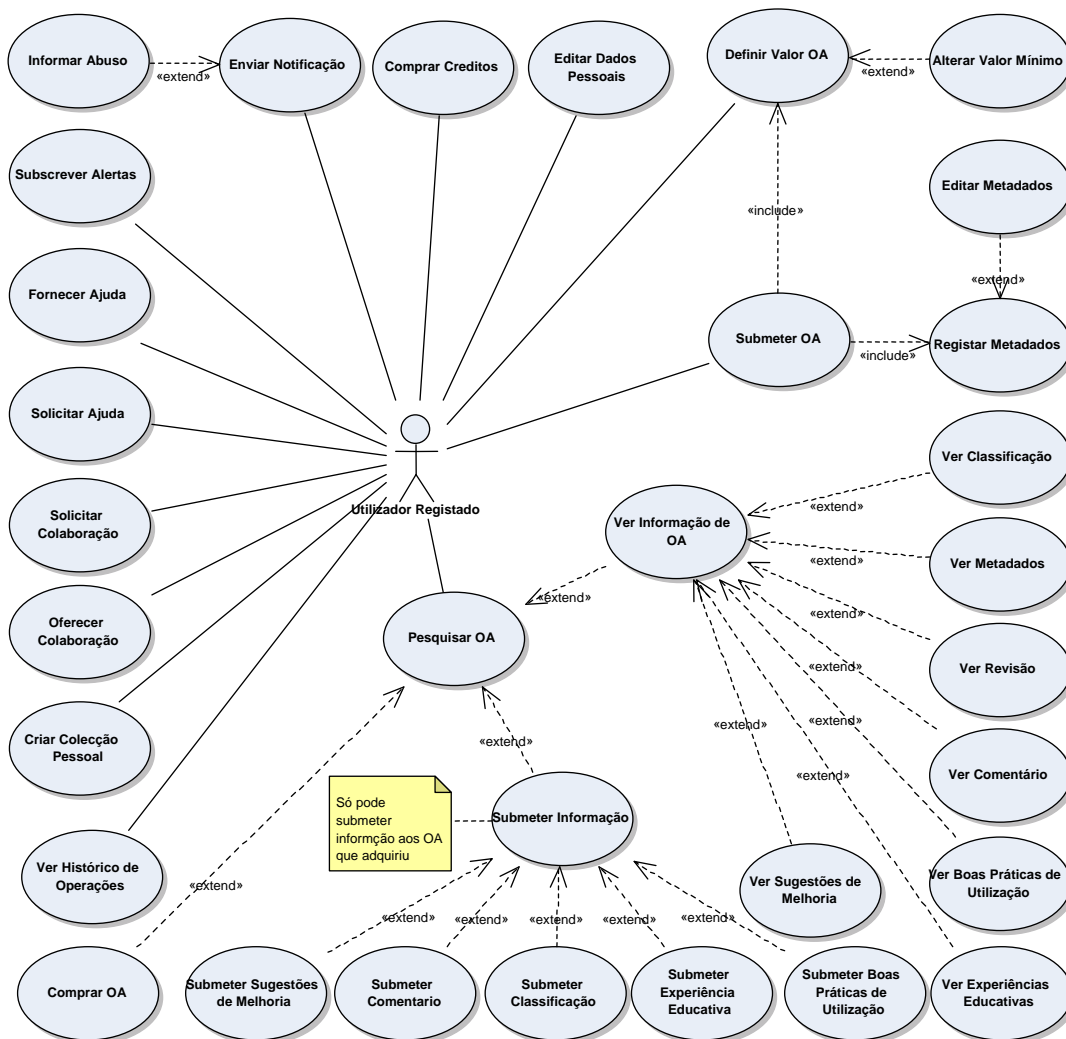 Informar Abuso
«extend»
Enviar Notificação
Comprar Creditos
Editar Dados
Pessoais
Definir Valor OA
«extend»
Alterar Valor Mínimo
Subscrever Alertas
Editar Metadados
«include»
«extend»
Fornecer Ajuda
Submeter OA
«include»
Registar Metadados
Solicitar Ajuda
Ver Classificação
Solicitar
Colaboração
Utilizador Registado
Ver Informação de
OA
«extend»
«extend»
Ver Metadados
Oferecer
Colaboração
Pesquisar OA
«extend»
«extend»
Ver Revisão
«extend»
Criar Colecção
Pessoal
«extend»
«extend»
«extend»
«extend»
Ver Comentário
Só pode
submeter
informção aos OA
que adquiriu
Submeter Informação
Ver Histórico de
Operações
«extend»
Ver Sugestões de
Melhoria
Ver Boas Práticas de
Utilização
«extend»
«extend»
«extend»
«extend»
«extend»
Comprar OA
Submeter Sugestões
de Melhoria
Submeter
Comentario
Submeter
Classificação
Submeter
Experiência
Educativa
Submeter Boas
Práticas de
Utilização
Ver Experiências
Educativas